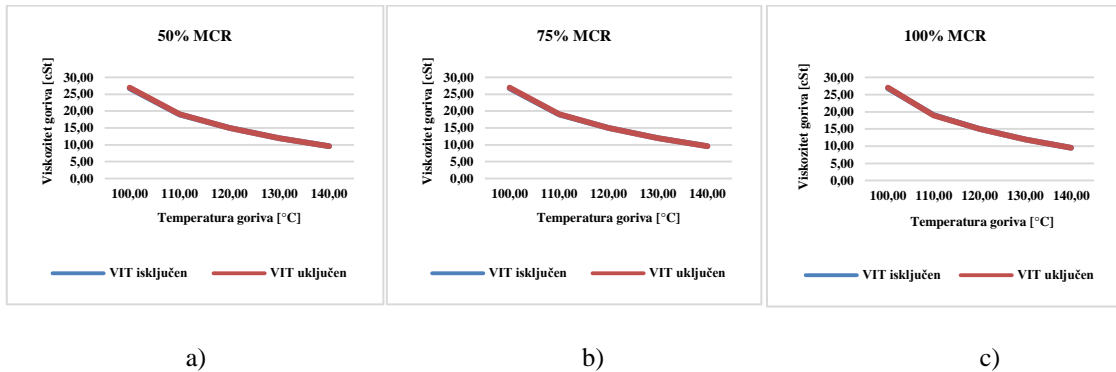 50% MCR
Viskozitet goriva [cSt]
30,00
25,00
20,00
15,00
10,00
5,00
0,00
100,00 110,00 120,00 130,00 140,00
Temperatura goriva [°C]
VIT isključen VIT uključen
75% MCR
Viskozitet goriva [cSt]
30,00
25,00
20,00
15,00
10,00
5,00
0,00
100,00 110,00 120,00 130,00 140,00
Temperatura goriva [°C]
VIT isključen VIT uključen
100% MCR
Viskozitet goriva [cSt]
30,00
25,00
20,00
15,00
10,00
5,00
0,00
100,00 110,00 120,00 130,00 140,00
Temperatura goriva [°C]
VIT isključen VIT uključen
a) b) c)